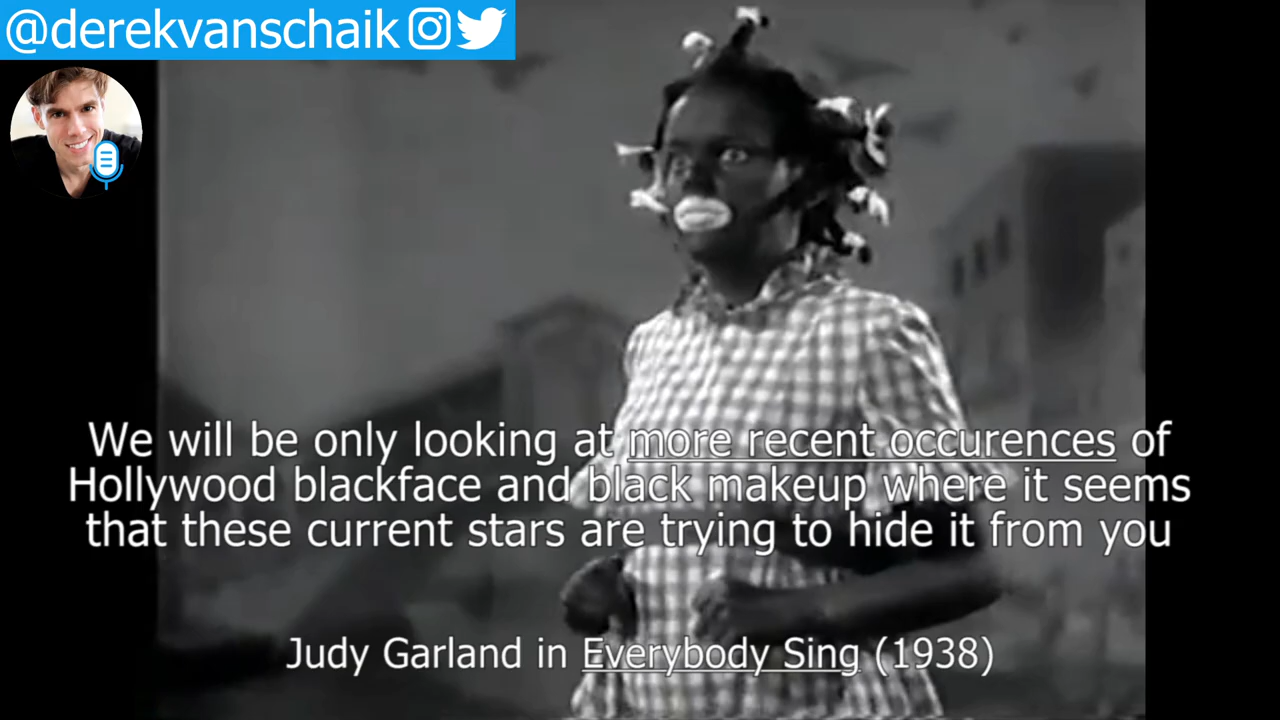 @derekvanschaik
We will be only looking at more recent occurences of
Hollywood blackface and black makeup where it seems
that these current stars are trying to hide it from you
Judy Garland in Everybody Sing (1938)